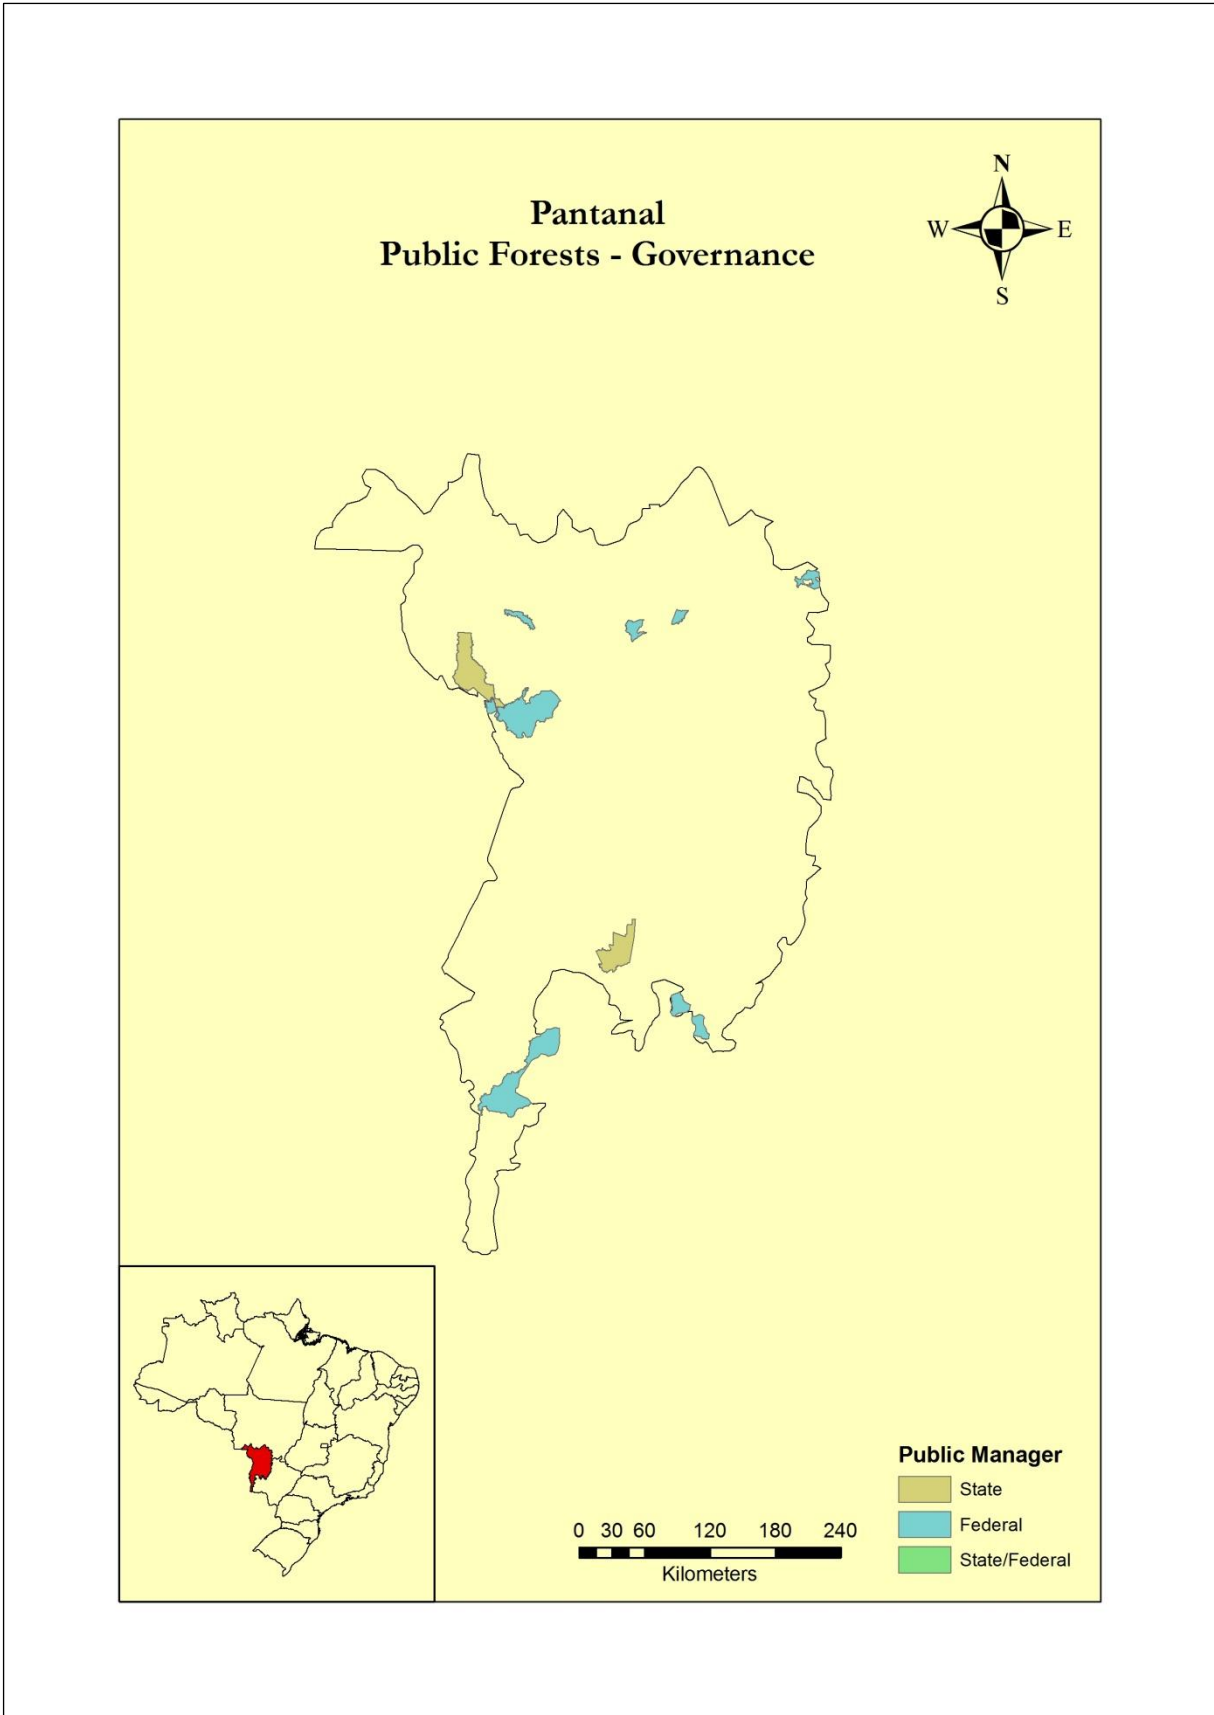 Pantanal
Public Forests - Governance
N
W E
S
Public Manager
State
Federal
State/Federal
0 30 60 120 180 240
Kilometers